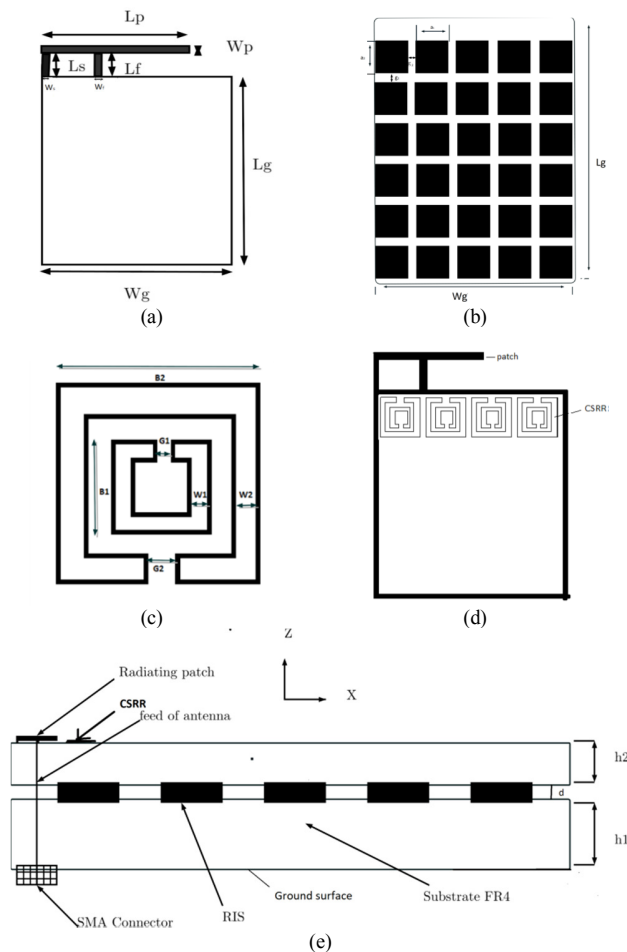 Lp
Wp
Ls
Lf
Lg
Wg
(a)
Lg
Wg
(b)
B2
G1
B1
W1
W2
G2
(c)
patch
CSRR
(d)
Z
X
Radiating patch
CSRR
feed of antenna
h2
d
h1
RIS
Substrate FR4
Ground surface
SMA Connector
(e)